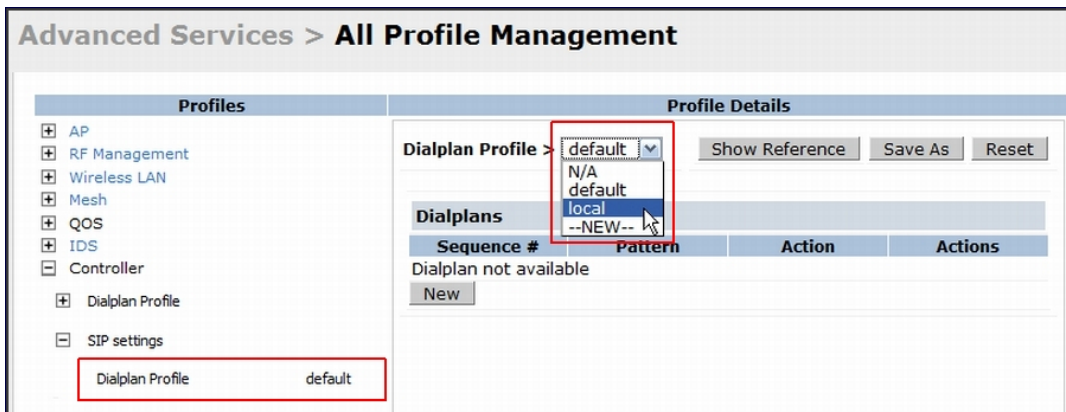 Advanced Services > All Profile Management
Profiles
AP
RF Management
Wireless LAN
Mesh
QOS
IDS
Controller
Dialplan Profile
SIP settings
Dialplan Profile default
Profile Details
Dialplan Profile > default Show Reference Save As Reset
N/A
default
local
--NEW--
Dialplans
Sequence # Pattern Action Actions
Dialplan not available
New